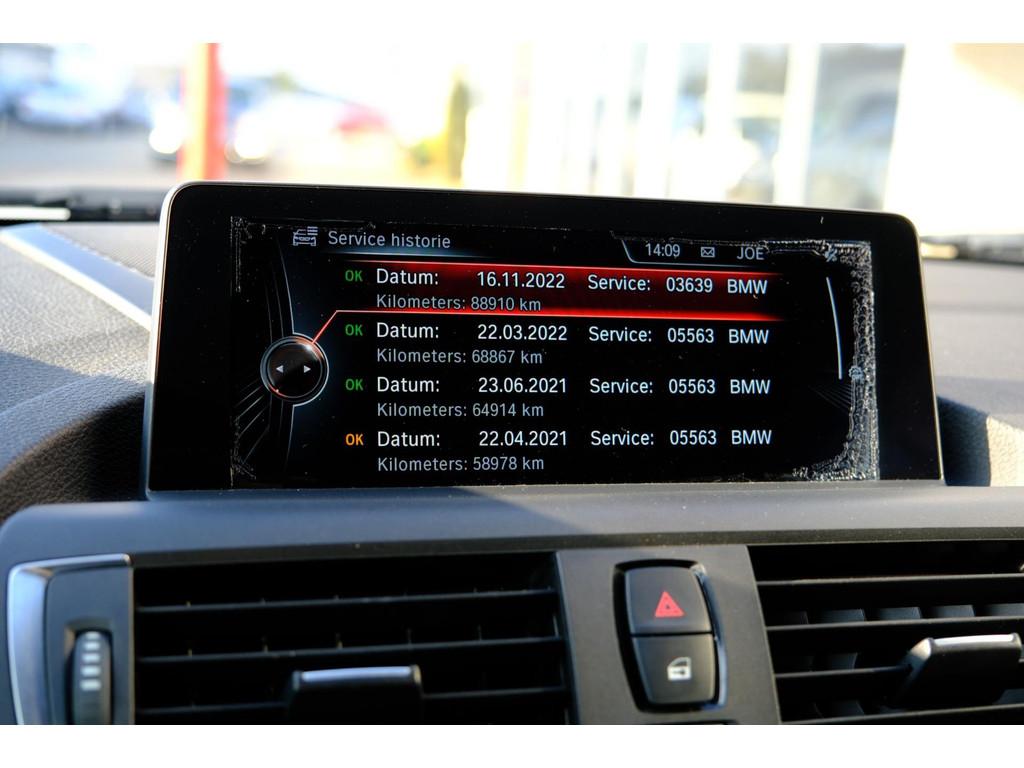 Service historie 14:09 JOE
OK Datum: 16.11.2022 Service: 03639 BMW
Kilometers: 88910 km
OK Datum: 22.03.2022 Service: 05563 BMW
Kilometers: 68867 km
OK Datum: 23.06.2021 Service: 05563 BMW
Kilometers: 64914 km
OK Datum: 22.04.2021 Service: 05563 BMW
Kilometers: 58978 km